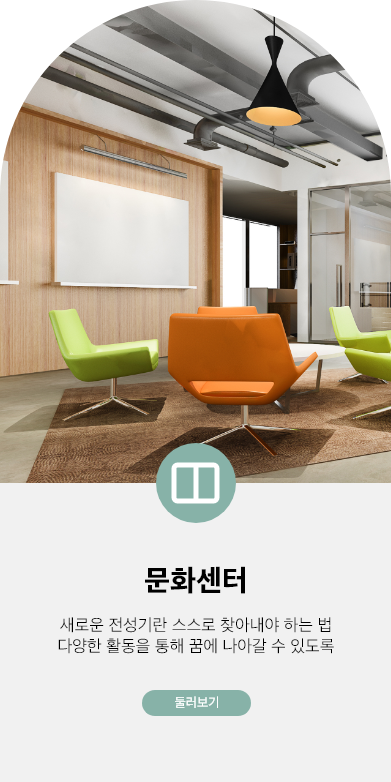 문화센터
새로운 전성기란 스스로 찾아내야 하는 법
다양한 활동을 통해 꿈에 나아갈 수 있도록
둘러보기